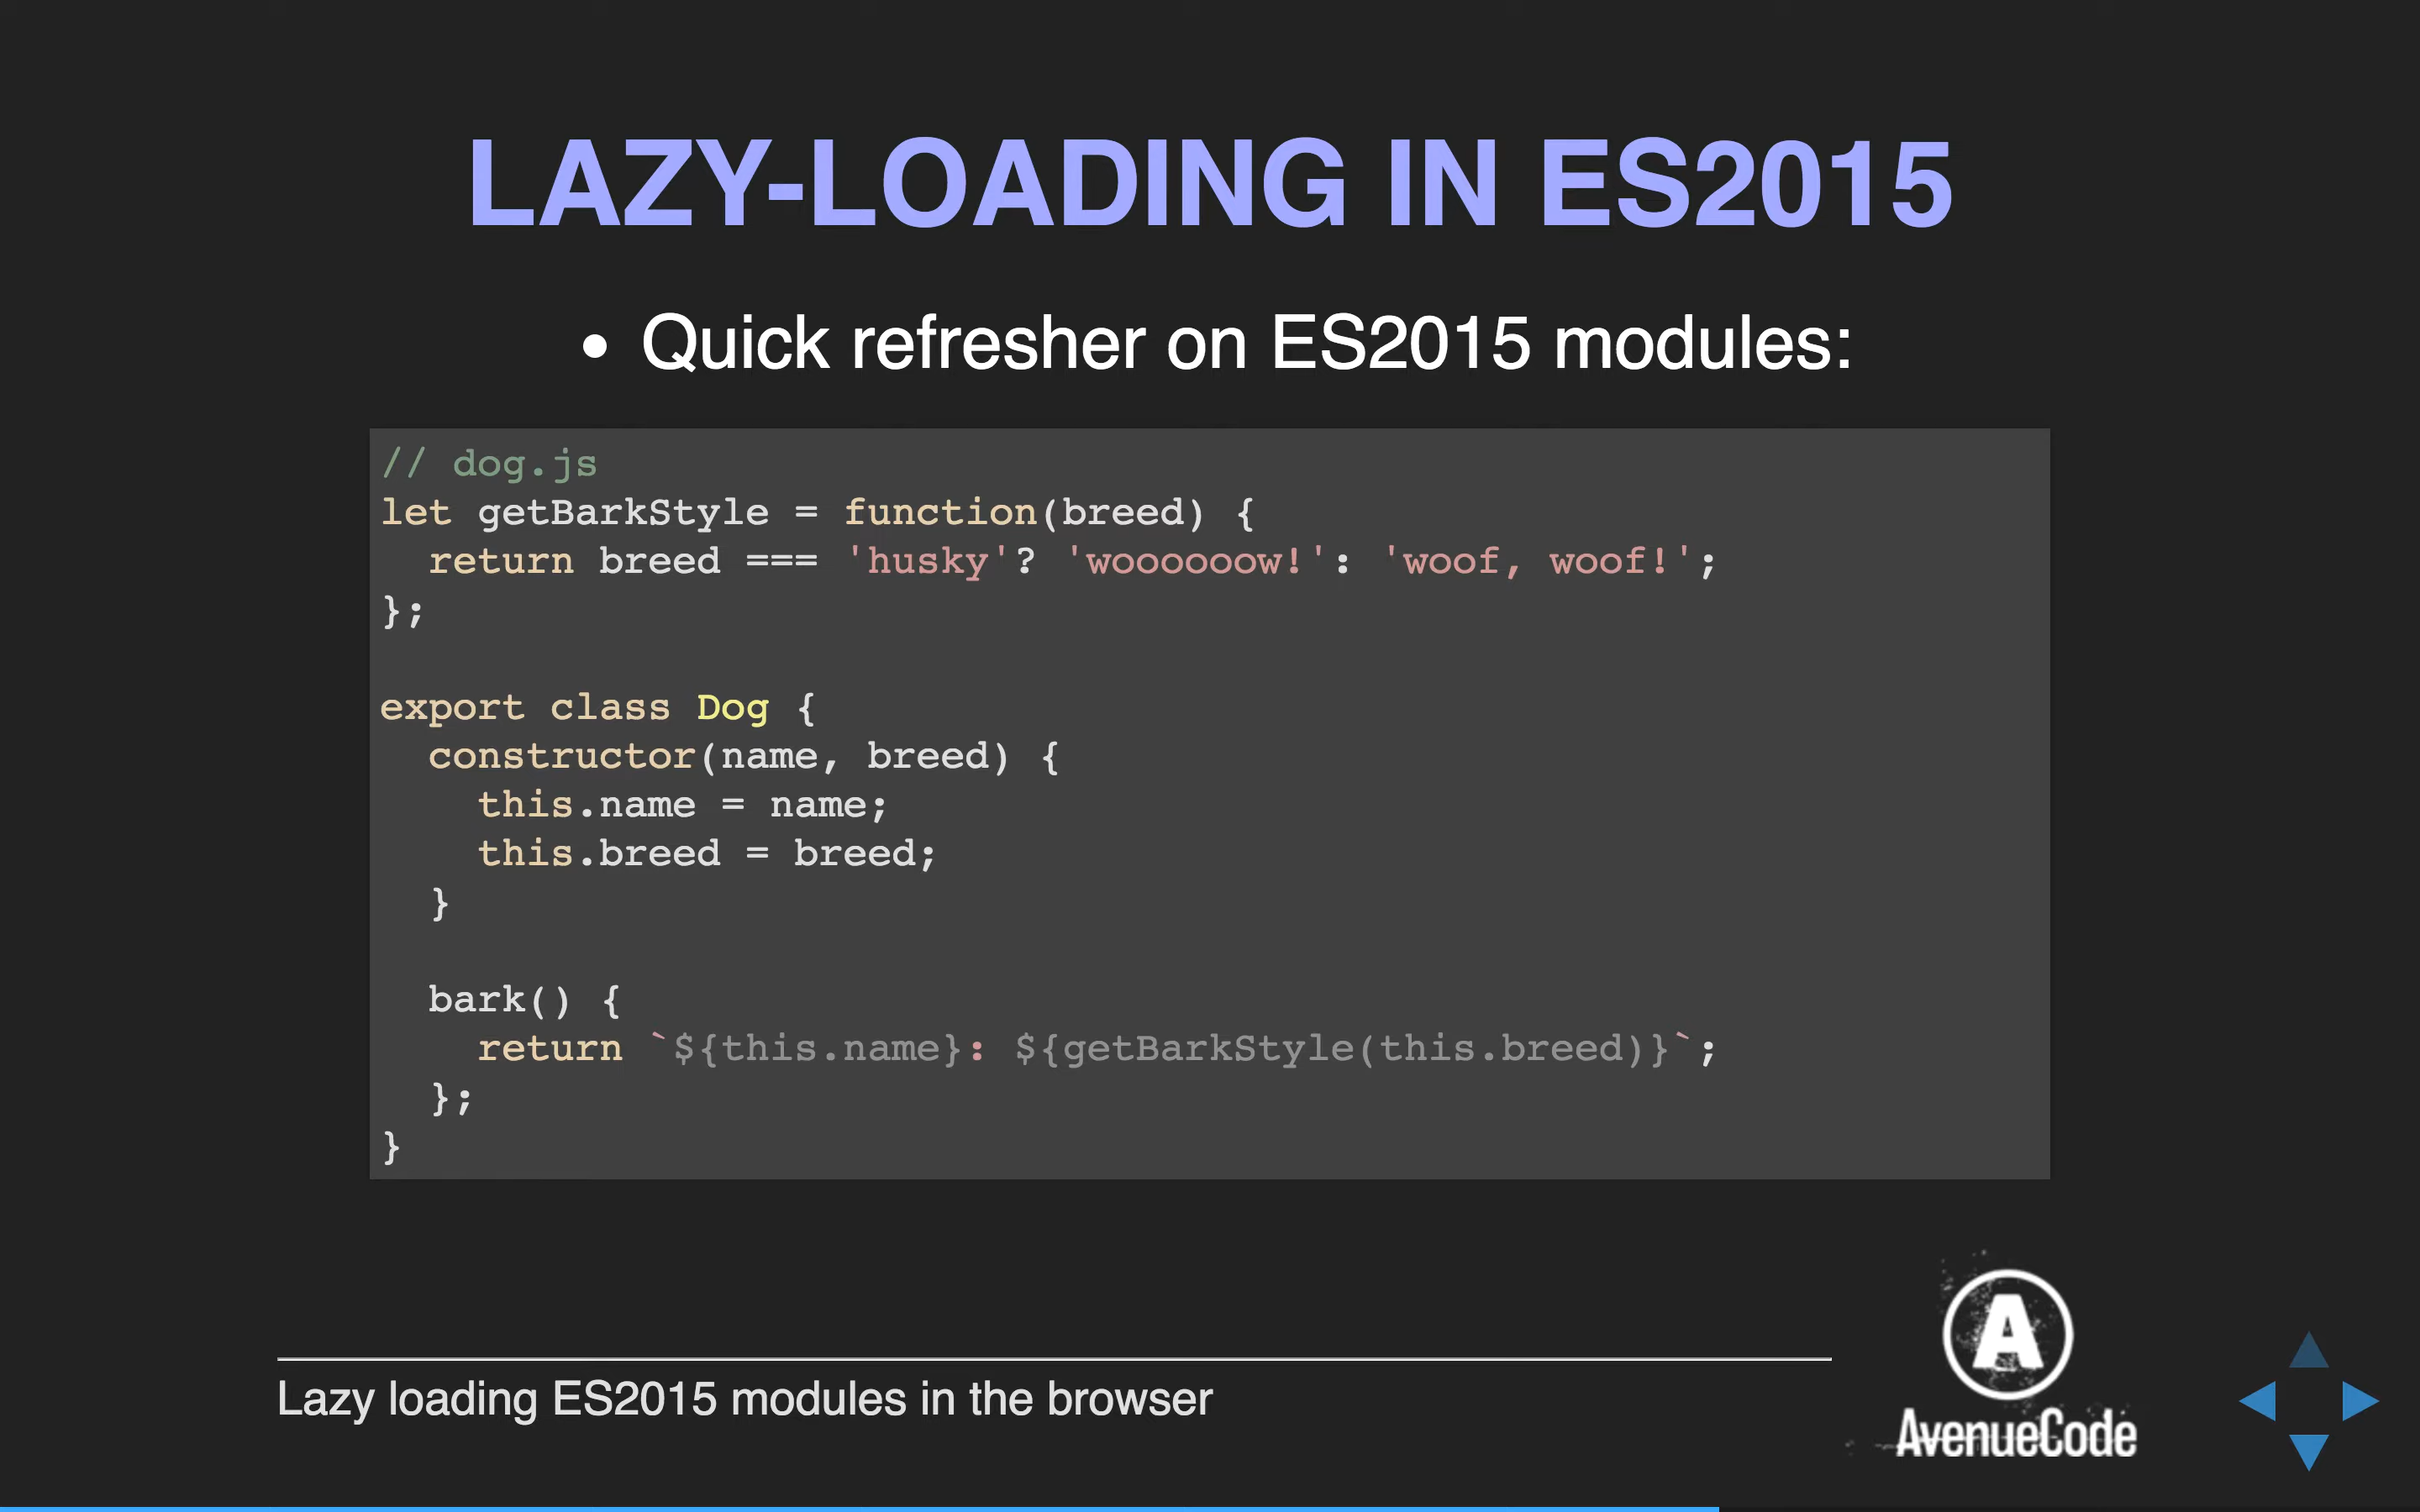 LAZY-LOADING IN ES2015
• Quick refresher on ES2015 modules:
// dog.js
let getBarkStyle = function(breed) {
  return breed === 'husky'? 'woooooow!': 'woof, woof!';
};

export class Dog {
  constructor(name, breed) {
    this.name = name;
    this.breed = breed;
  }

  bark() {
    return `${this.name}: ${getBarkStyle(this.breed)}`;
  };
}
Lazy loading ES2015 modules in the browser
A
AvenueCode